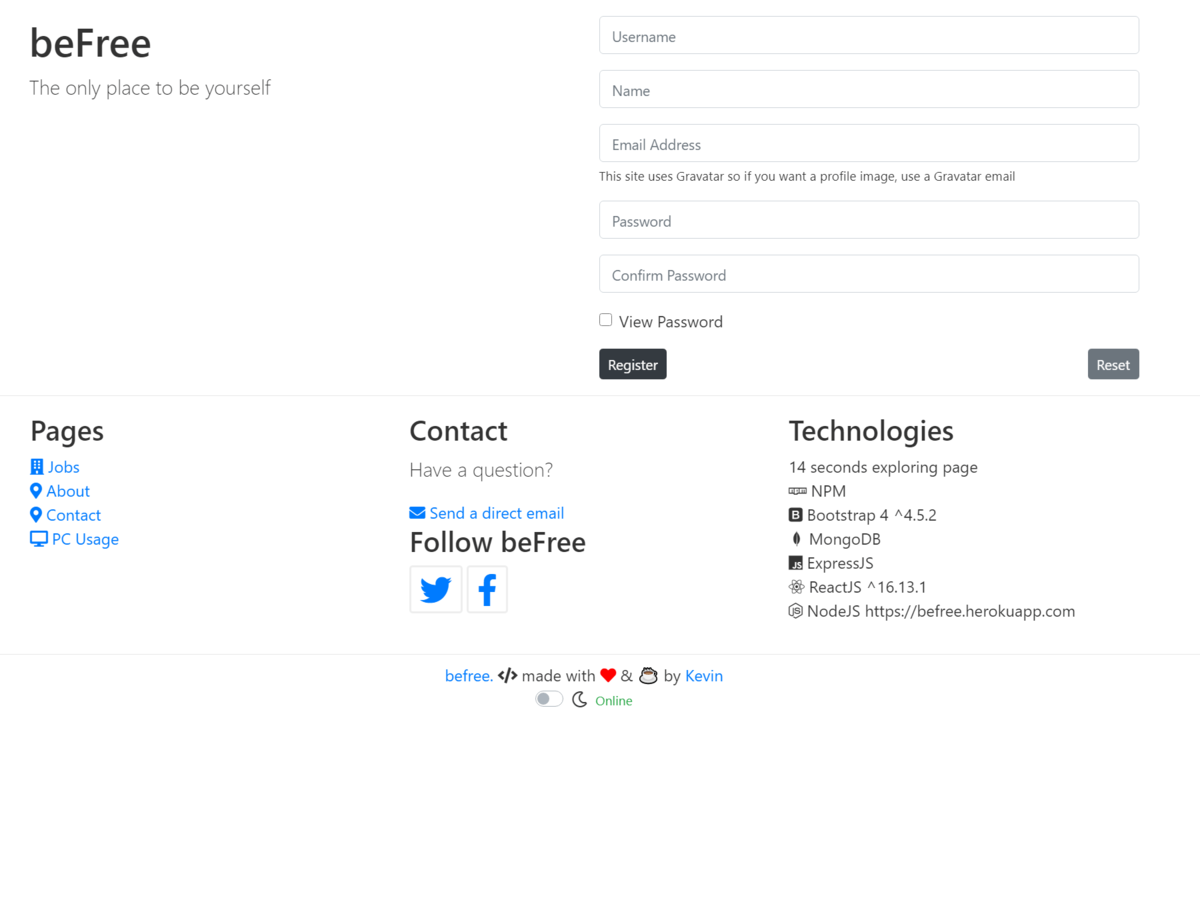 beFree
The only place to be yourself
Username
Name
Email Address
This site uses Gravatar so if you want a profile image, use a Gravatar email
Password
Confirm Password
View Password
Register
Reset
Pages
Jobs
About
Contact
PC Usage
Contact
Have a question?
Send a direct email
Follow beFree
Technologies
14 seconds exploring page
NPM
Bootstrap 4 ^4.5.2
MongoDB
ExpressJS
ReactJS ^16.13.1
NodeJS https://befree.herokuapp.com
befree. </> made with & by Kevin
Online